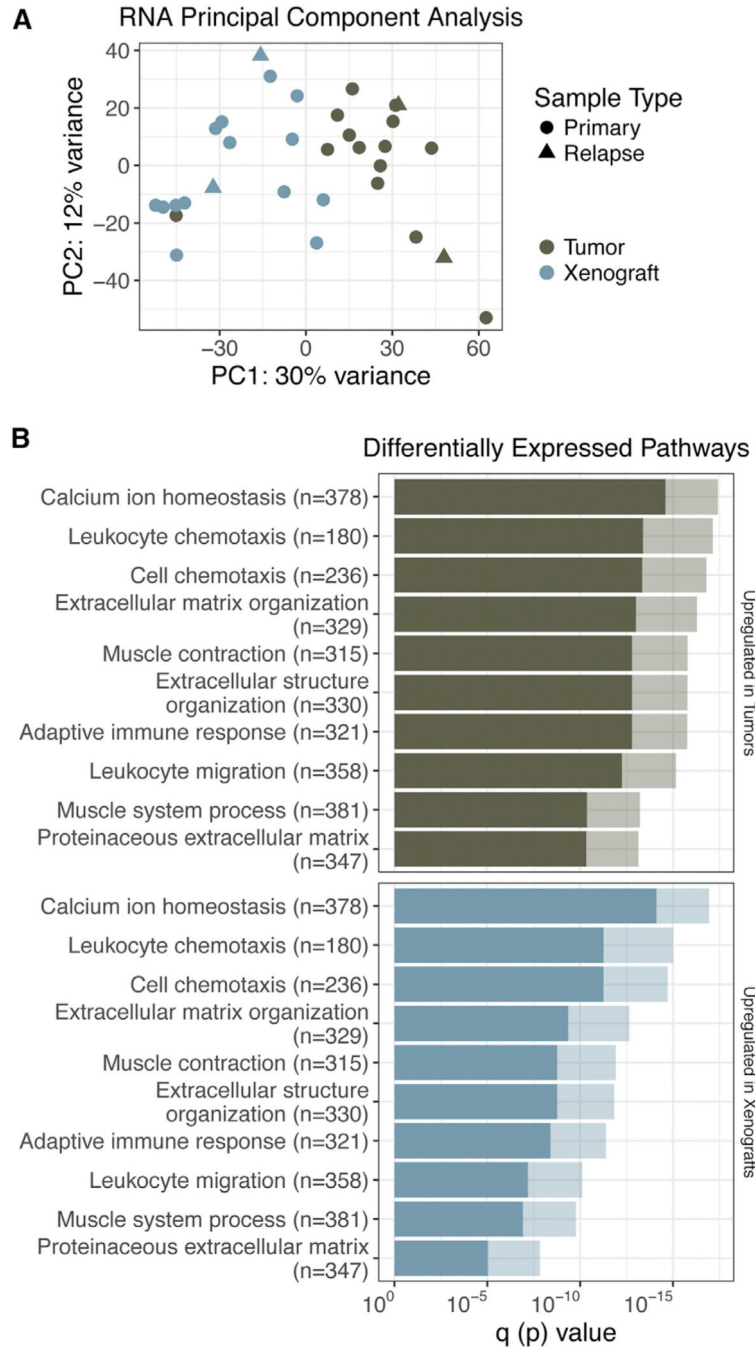 A
RNA Principal Component Analysis
40
20
0
−20
−40
PC2: 12% variance
−30
0
30
60
PC1: 30% variance
Sample Type
Primary
Relapse
Tumor
Xenograft
B
Differentially Expressed Pathways
Calcium ion homeostasis (n=378)
Leukocyte chemotaxis (n=180)
Cell chemotaxis (n=236)
Extracellular matrix organization
(n=329)
Muscle contraction (n=315)
Extracellular structure
organization (n=330)
Adaptive immune response (n=321)
Leukocyte migration (n=358)
Muscle system process (n=381)
Proteinaceous extracellular matrix
(n=347)
Upregulated in Tumors
Calcium ion homeostasis (n=378)
Leukocyte chemotaxis (n=180)
Cell chemotaxis (n=236)
Extracellular matrix organization
(n=329)
Muscle contraction (n=315)
Extracellular structure
organization (n=330)
Adaptive immune response (n=321)
Leukocyte migration (n=358)
Muscle system process (n=381)
Proteinaceous extracellular matrix
(n=347)
Upregulated in Xenograftts
10⁰
10⁻⁵
10⁻¹⁰
10⁻¹⁵
q (p) value